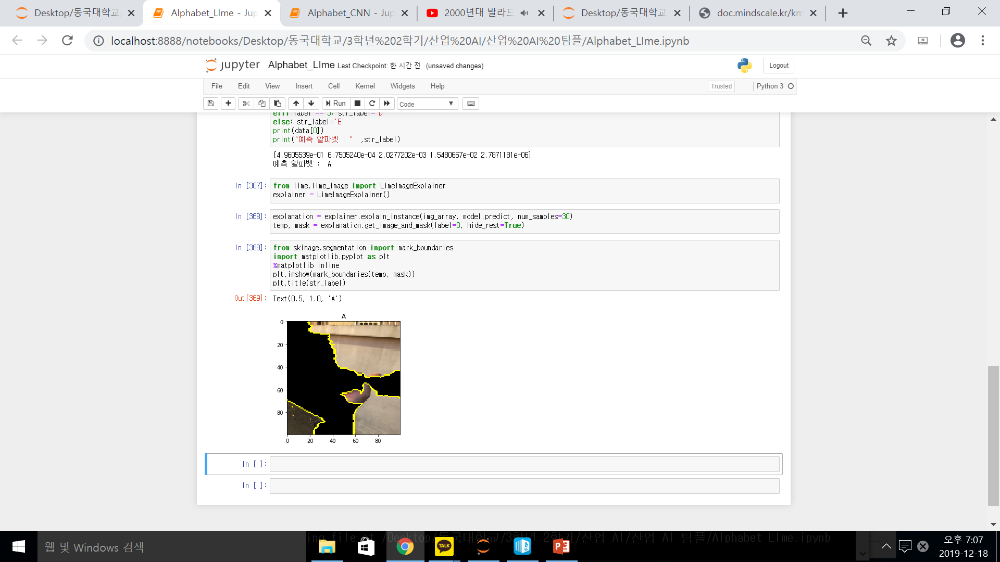 Desktop/동국대학교/
Alphabet_LIme - Jup
Alphabet_CNN - Jup
2000년대 발라드
Desktop/동국대학교
doc.mindscale.kr/km
localhost:8888/notebooks/Desktop/동국대학교/3학년%202학기/산업%20AI/산업%20AI%20팀플/Alphabet_LIme.ipynb
jupyter Alphabet_LIme Last Checkpoint: 한 시간 전 (unsaved changes)
Logout
File Edit View Insert Cell Kernel Widgets Help
Trusted
Python 3
Run
Code
elif label == 3: str_label='D'
else: str_label='E'
print(data[0])
print("예측 알파벳 : " ,str_label)
[4.9605539e-01 6.7505240e-04 2.0277202e-03 1.5480667e-02 2.7871181e-06]
예측 알파벳 : A
In [367]:
from lime.lime_image import LimeImageExplainer
explainer = LimeImageExplainer()
In [368]:
explanation = explainer.explain_instance(img_array, model.predict, num_samples=30)
temp, mask = explanation.get_image_and_mask(label=0, hide_rest=True)
In [369]:
from skimage.segmentation import mark_boundaries
import matplotlib.pyplot as plt
%matplotlib inline
plt.imshow(mark_boundaries(temp, mask))
plt.title(str_label)
Out[369]: Text(0.5, 1.0, 'A')
A
0
20
40
60
80
0 20 40 60 80
In [ ]:
In [ ]:
웹 및 Windows 검색
ing file at /Desktop/동국대학교/3학년 2학기/산업 AI/산업 AI 팀플/Alphabet_LIme.ipynb
TALK
오후 7:07
2019-12-18